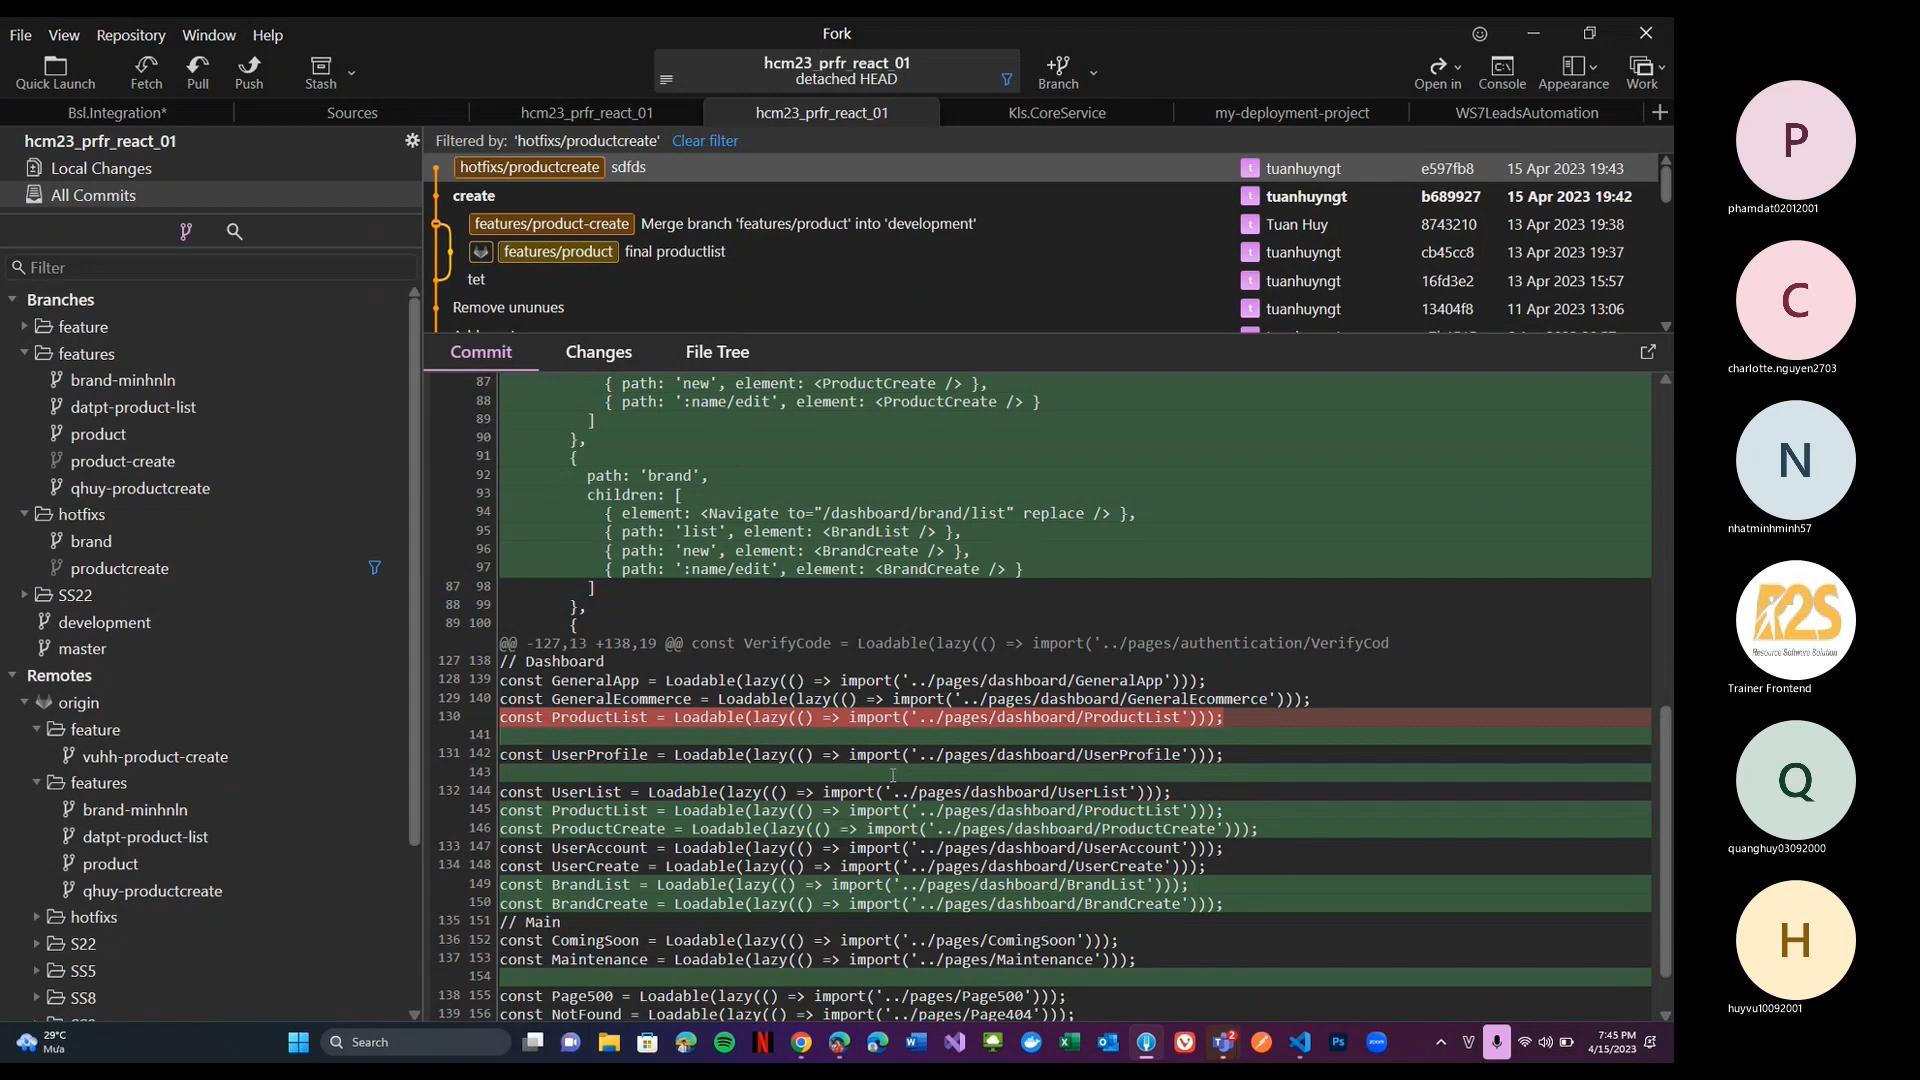 File View Repository Window Help
Fork
Quick Launch
Fetch
Pull
Push
Stash
hcm23_prfr_react_01
detached HEAD
Branch
Open in
Console
Appearance
Work
Bsl.Integration*
Sources
hcm23_prfr_react_01
hcm23_prfr_react_01
Kls.CoreService
my-deployment-project
WS7LeadsAutomation
hcm23_prfr_react_01
Local Changes
All Commits
Filter
Branches
feature
features
brand-minhnln
datpt-product-list
product
product-create
qhuy-productcreate
hotfixs
brand
productcreate
SS22
development
master
Remotes
origin
feature
vuhh-product-create
features
brand-minhnln
datpt-product-list
product
qhuy-productcreate
hotfixs
S22
SS5
SS8
Filtered by: 'hotfixs/productcreate' Clear filter
hotfixs/productcreate sdfds t tuanhuyngt e597fb8 15 Apr 2023 19:43
create t tuanhuyngt b689927 15 Apr 2023 19:42
features/product-create Merge branch 'features/product' into 'development' t Tuan Huy 8743210 13 Apr 2023 19:38
features/product final productlist t tuanhuyngt cb45cc8 13 Apr 2023 19:37
tet t tuanhuyngt 16fd3e2 13 Apr 2023 15:57
Remove ununues t tuanhuyngt 13404f8 11 Apr 2023 13:06
Commit Changes File Tree
87 { path: 'new', element: <ProductCreate /> },
88 { path: ':name/edit', element: <ProductCreate /> }
89 ]
90 },
91 {
92 path: 'brand',
93 children: [
94 { element: <Navigate to="/dashboard/brand/list" replace /> },
95 { path: 'list', element: <BrandList /> },
96 { path: 'new', element: <BrandCreate /> },
97 { path: ':name/edit', element: <BrandCreate /> }
87 98 ]
88 99 },
89 100 {
@@ -127,13 +138,19 @@ const VerifyCode = Loadable(lazy(() => import('../pages/authentication/VerifyCod
127 138 // Dashboard
128 139 const GeneralApp = Loadable(lazy(() => import('../pages/dashboard/GeneralApp')));
129 140 const GeneralEcommerce = Loadable(lazy(() => import('../pages/dashboard/GeneralEcommerce')));
130 const ProductList = Loadable(lazy(() => import('../pages/dashboard/ProductList')));
141
131 142 const UserProfile = Loadable(lazy(() => import('../pages/dashboard/UserProfile')));
143
132 144 const UserList = Loadable(lazy(() => import('../pages/dashboard/UserList')));
145 const ProductList = Loadable(lazy(() => import('../pages/dashboard/ProductList')));
146 const ProductCreate = Loadable(lazy(() => import('../pages/dashboard/ProductCreate')));
133 147 const UserAccount = Loadable(lazy(() => import('../pages/dashboard/UserAccount')));
134 148 const UserCreate = Loadable(lazy(() => import('../pages/dashboard/UserCreate')));
149 const BrandList = Loadable(lazy(() => import('../pages/dashboard/BrandList')));
150 const BrandCreate = Loadable(lazy(() => import('../pages/dashboard/BrandCreate')));
135 151 // Main
136 152 const ComingSoon = Loadable(lazy(() => import('../pages/ComingSoon')));
137 153 const Maintenance = Loadable(lazy(() => import('../pages/Maintenance')));
154
138 155 const Page500 = Loadable(lazy(() => import('../pages/Page500')));
139 156 const NotFound = Loadable(lazy(() => import('../pages/Page404')));
P
phamdat02012001
C
charlotte.nguyen2703
N
nhatminhminh57
R2S
Resource Software Solution
Trainer Frontend
Q
quanghuy03092000
H
huyvu10092001
29°C
Mưa
Search
7:45 PM
4/15/2023